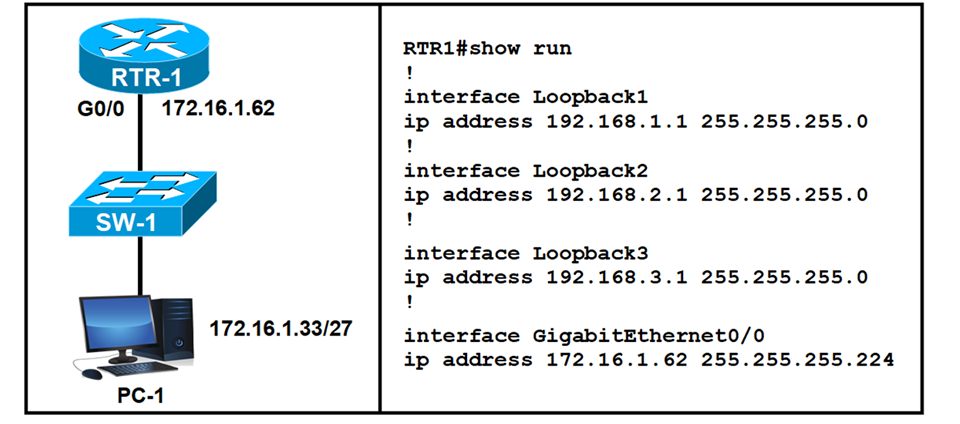 RTR-1
G0/0 172.16.1.62
SW-1
172.16.1.33/27
PC-1
RTR1#show run
!
interface Loopback1
ip address 192.168.1.1 255.255.255.0
!
interface Loopback2
ip address 192.168.2.1 255.255.255.0
!
interface Loopback3
ip address 192.168.3.1 255.255.255.0
!
interface GigabitEthernet0/0
ip address 172.16.1.62 255.255.255.224